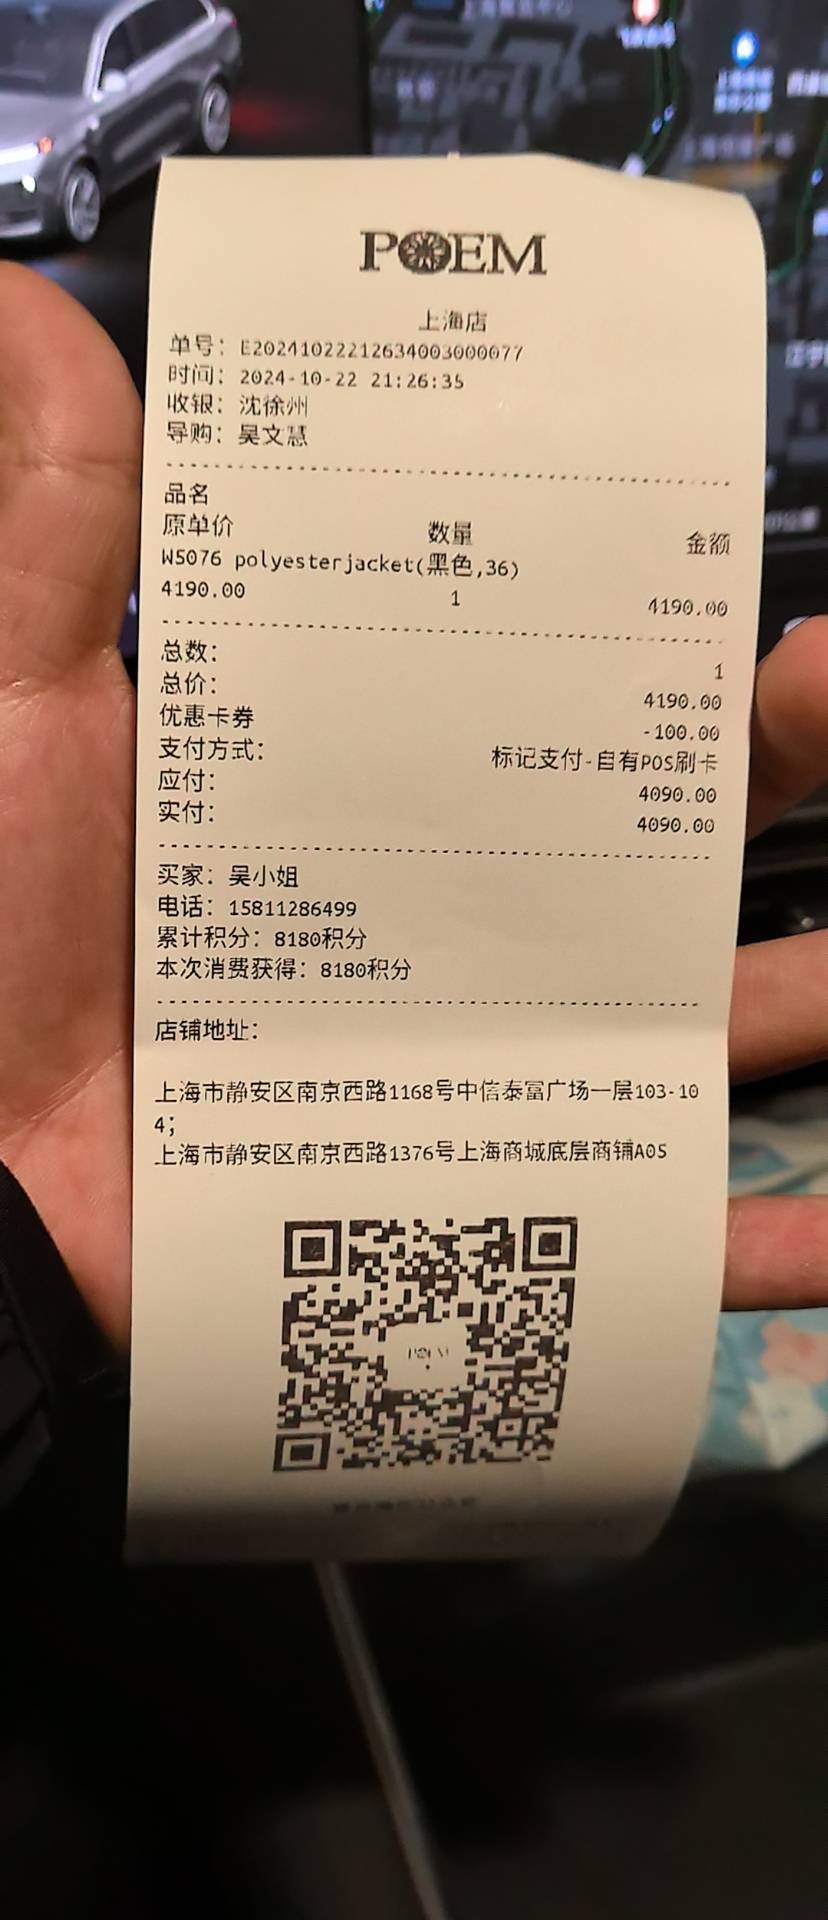 POEM
上海店
单号: E20241022212634003000077
时间: 2024-10-22 21:26:35
收银: 沈徐州
导购: 吴文慧
品名
原单价 数量 金额
W5076 polyesterjacket(黑色,36)
4190.00 1 4190.00
总数: 1
总价: 4190.00
优惠卡券 -100.00
支付方式: 标记支付-自有POS刷卡
应付: 4090.00
实付: 4090.00
买家: 吴小姐
电话: 15811286499
累计积分: 8180积分
本次消费获得: 8180积分
店铺地址:
上海市静安区南京西路1168号中信泰富广场一层103-10
4;
上海市静安区南京西路1376号上海商城底层商铺A05